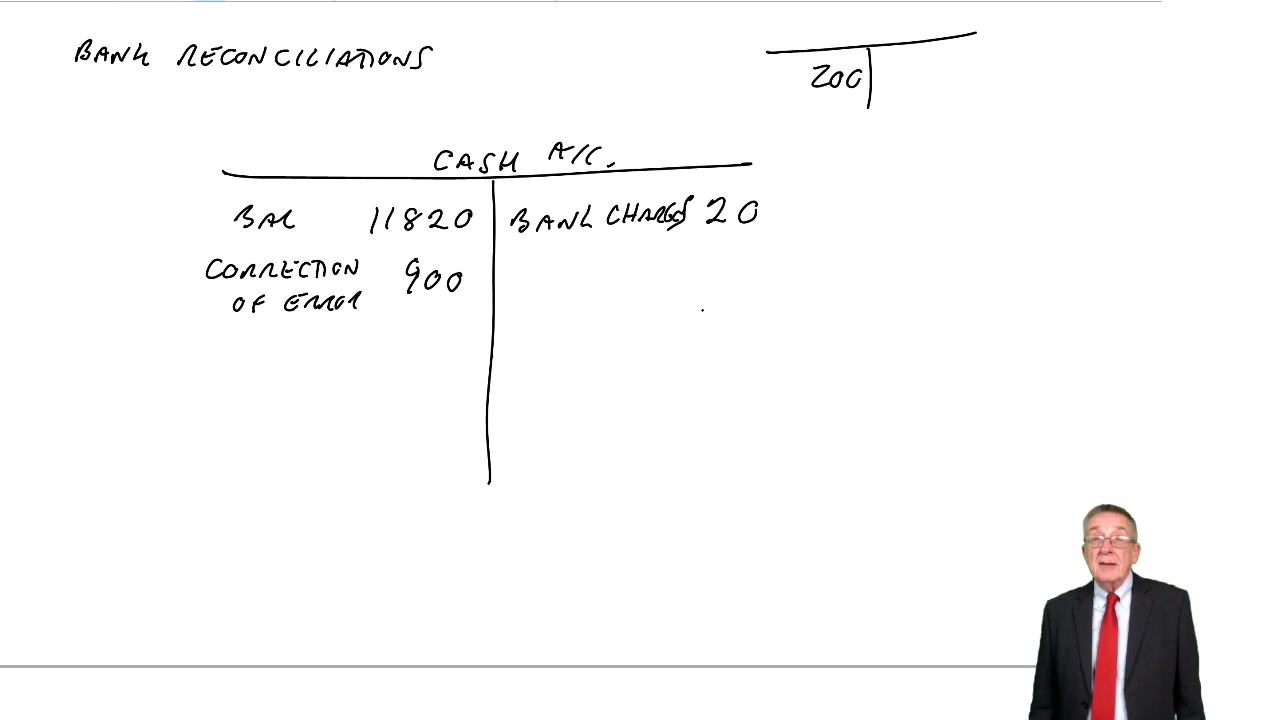 BANK RECONCILIATIONS
200
CASH A/C.
BAL 11820 BANK CHARGES 20
CORRECTION 900
OF ERROR